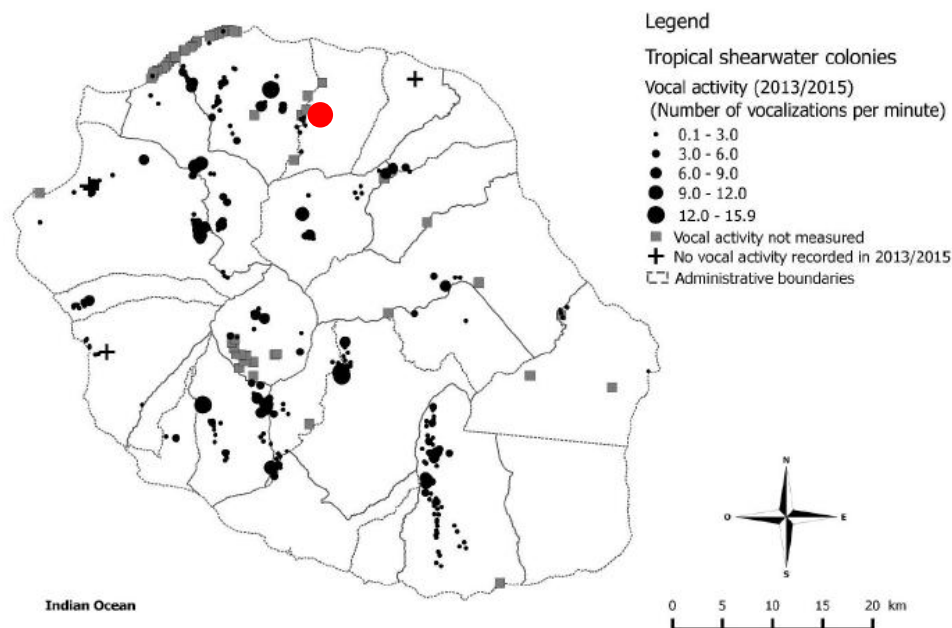 Legend
Tropical shearwater colonies
Vocal activity (2013/2015)
(Number of vocalizations per minute)
0.1 - 3.0
3.0 - 6.0
6.0 - 9.0
9.0 - 12.0
12.0 - 15.9
Vocal activity not measured
No vocal activity recorded in 2013/2015
Administrative boundaries
N
O E
S
Indian Ocean
0 5 10 15 20 km